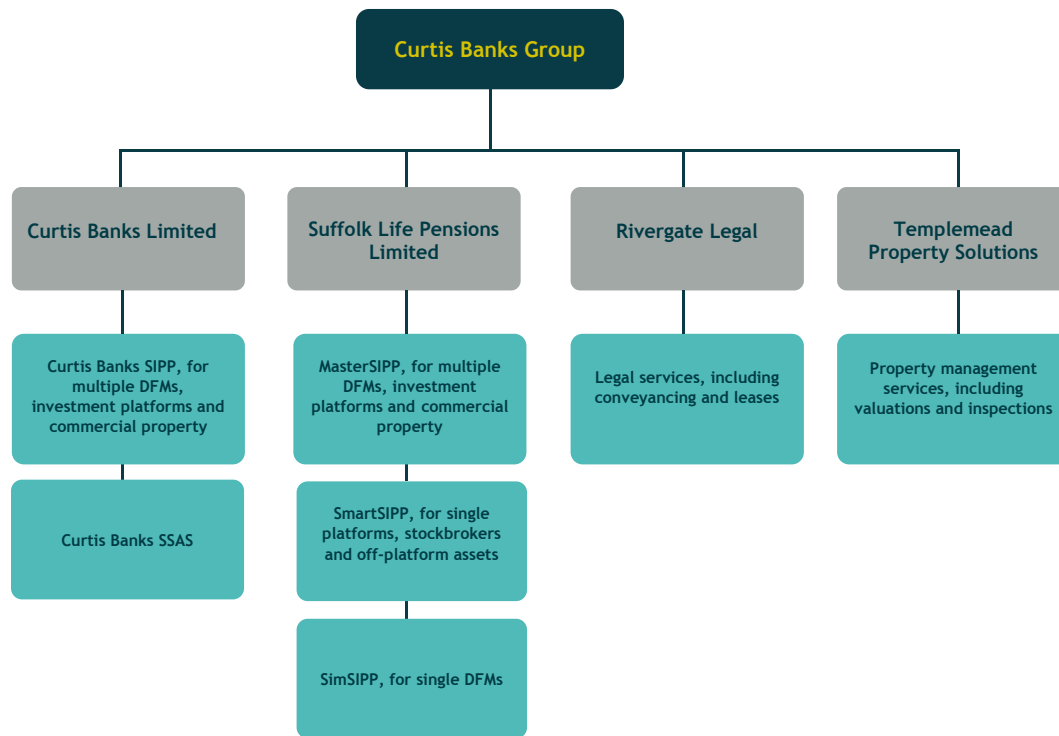 Curtis Banks Group
Curtis Banks Limited
Suffolk Life Pensions
Limited
Rivergate Legal
Templemead
Property Solutions
Curtis Banks SIPP, for
multiple DFMs,
investment platforms and
commercial property
MasterSIPP, for multiple
DFMs, investment
platforms and commercial
property
Legal services, including
conveyancing and leases
Property management
services, including
valuations and inspections
Curtis Banks SSAS
SmartSIPP, for single
platforms, stockbrokers
and off-platform assets
SimSIPP, for single DFMs